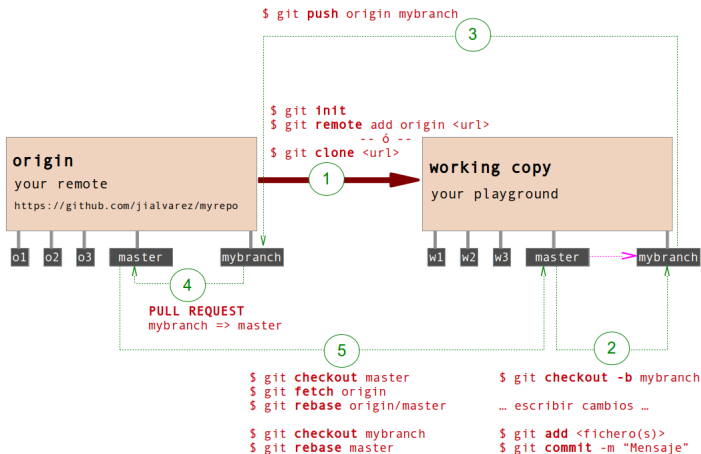 $ git push origin mybranch
3
$ git init
$ git remote add origin <url>
-- ó --
$ git clone <url>
origin
your remote
https://github.com/jialvarez/myrepo
1
working copy
your playground
o1 o2 o3 master mybranch
w1 w2 w3 master mybranch
4
PULL REQUEST
mybranch => master
5
2
$ git checkout master
$ git fetch origin
$ git rebase origin/master
$ git checkout mybranch
$ git rebase master
$ git checkout -b mybranch
… escribir cambios …
$ git add <fichero(s)>
$ git commit -m “Mensaje”